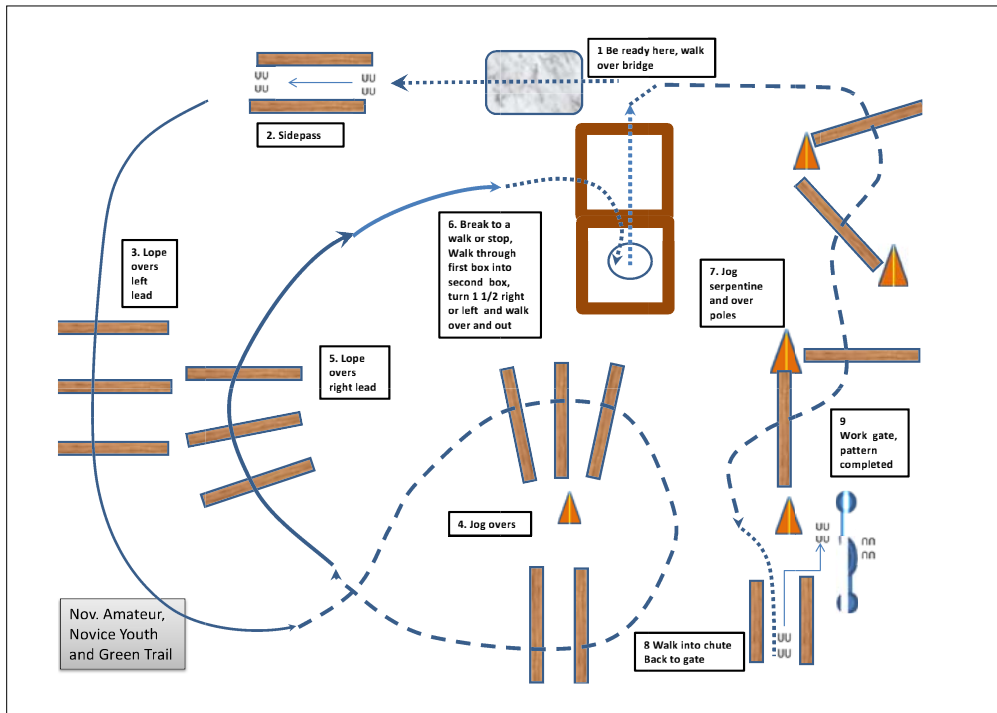 1 Be ready here, walk
over bridge
2. Sidepass
3. Lope
overs
left
lead
6. Break to a
walk or stop,
Walk through
first box into
second box,
turn 1 1/2 right
or left and walk
over and out
7. Jog
serpentine
and over
poles
5. Lope
overs
right lead
9
Work gate,
pattern
completed
4. Jog overs
Nov. Amateur,
Novice Youth
and Green Trail
8 Walk into chute
Back to gate